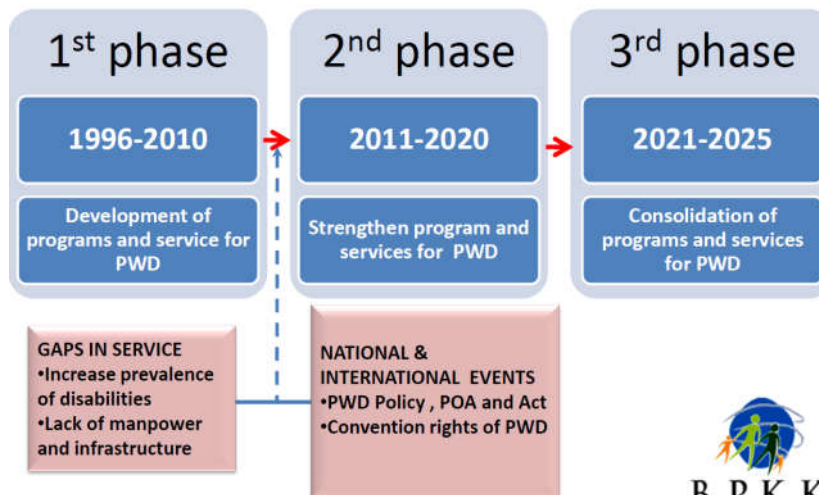 1st phase
2nd phase
3rd phase
1996-2010
2011-2020
2021-2025
Development of
programs and service for
PWD
Strengthen program and
services for PWD
Consolidation of
programs and services
for PWD
GAPS IN SERVICE
•Increase prevalence
of disabilities
•Lack of manpower
and infrastructure
NATIONAL &
INTERNATIONAL EVENTS
•PWD Policy , POA and Act
•Convention rights of PWD
B P K K